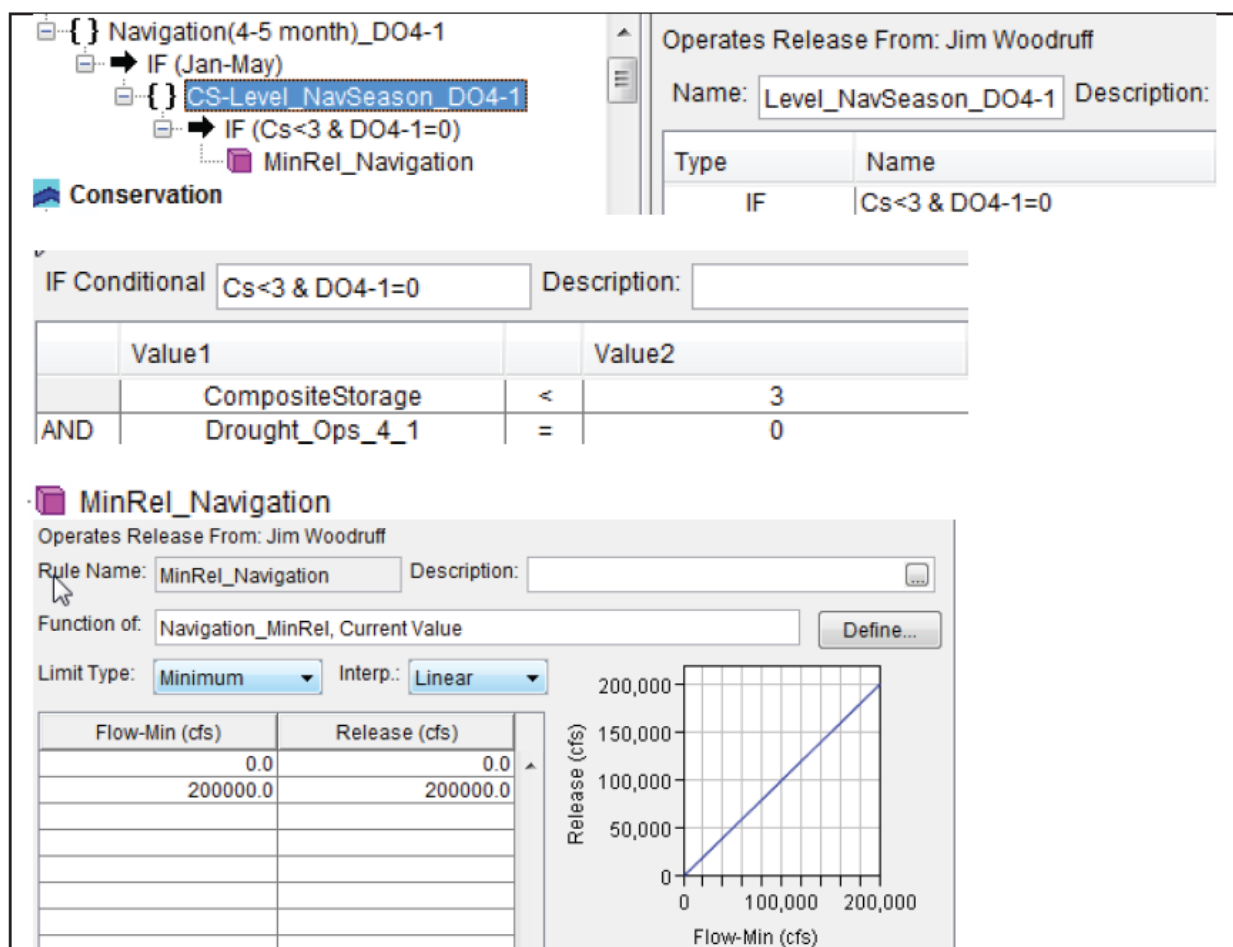 { } Navigation(4-5 month)_DO4-1
IF (Jan-May)
{ } CS-Level_NavSeason_DO4-1
IF (Cs<3 & DO4-1=0)
MinRel_Navigation
Conservation
Operates Release From: Jim Woodruff
Name: Level_NavSeason_DO4-1 Description:
Type Name
IF Cs<3 & DO4-1=0
IF Conditional Cs<3 & DO4-1=0 Description:
Value1 Value2
CompositeStorage < 3
AND Drought_Ops_4_1 = 0
MinRel_Navigation
Operates Release From: Jim Woodruff
Rule Name: MinRel_Navigation Description: ...
Function of: Navigation_MinRel, Current Value Define...
Limit Type: Minimum Interp.: Linear
Flow-Min (cfs) Release (cfs)
0.0 0.0
200000.0 200000.0
Release (cfs)
200,000
150,000
100,000
50,000
0
0 100,000 200,000
Flow-Min (cfs)